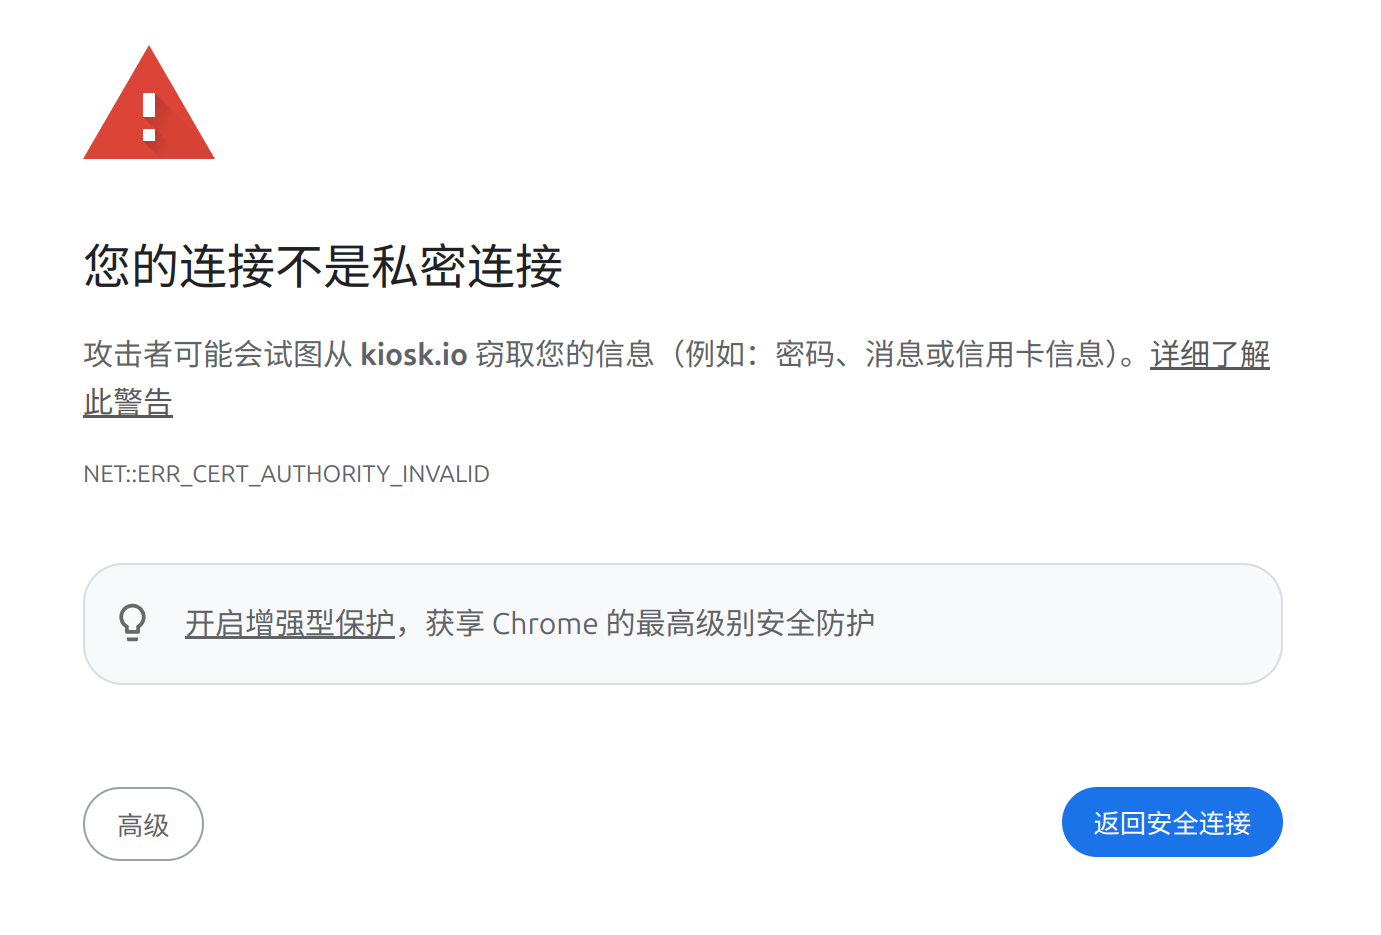 您的连接不是私密连接
攻击者可能会试图从 kiosk.io 窃取您的信息（例如：密码、消息或信用卡信息）。详细了解
此警告
NET::ERR_CERT_AUTHORITY_INVALID
开启增强型保护，获享 Chrome 的最高级别安全防护
高级
返回安全连接